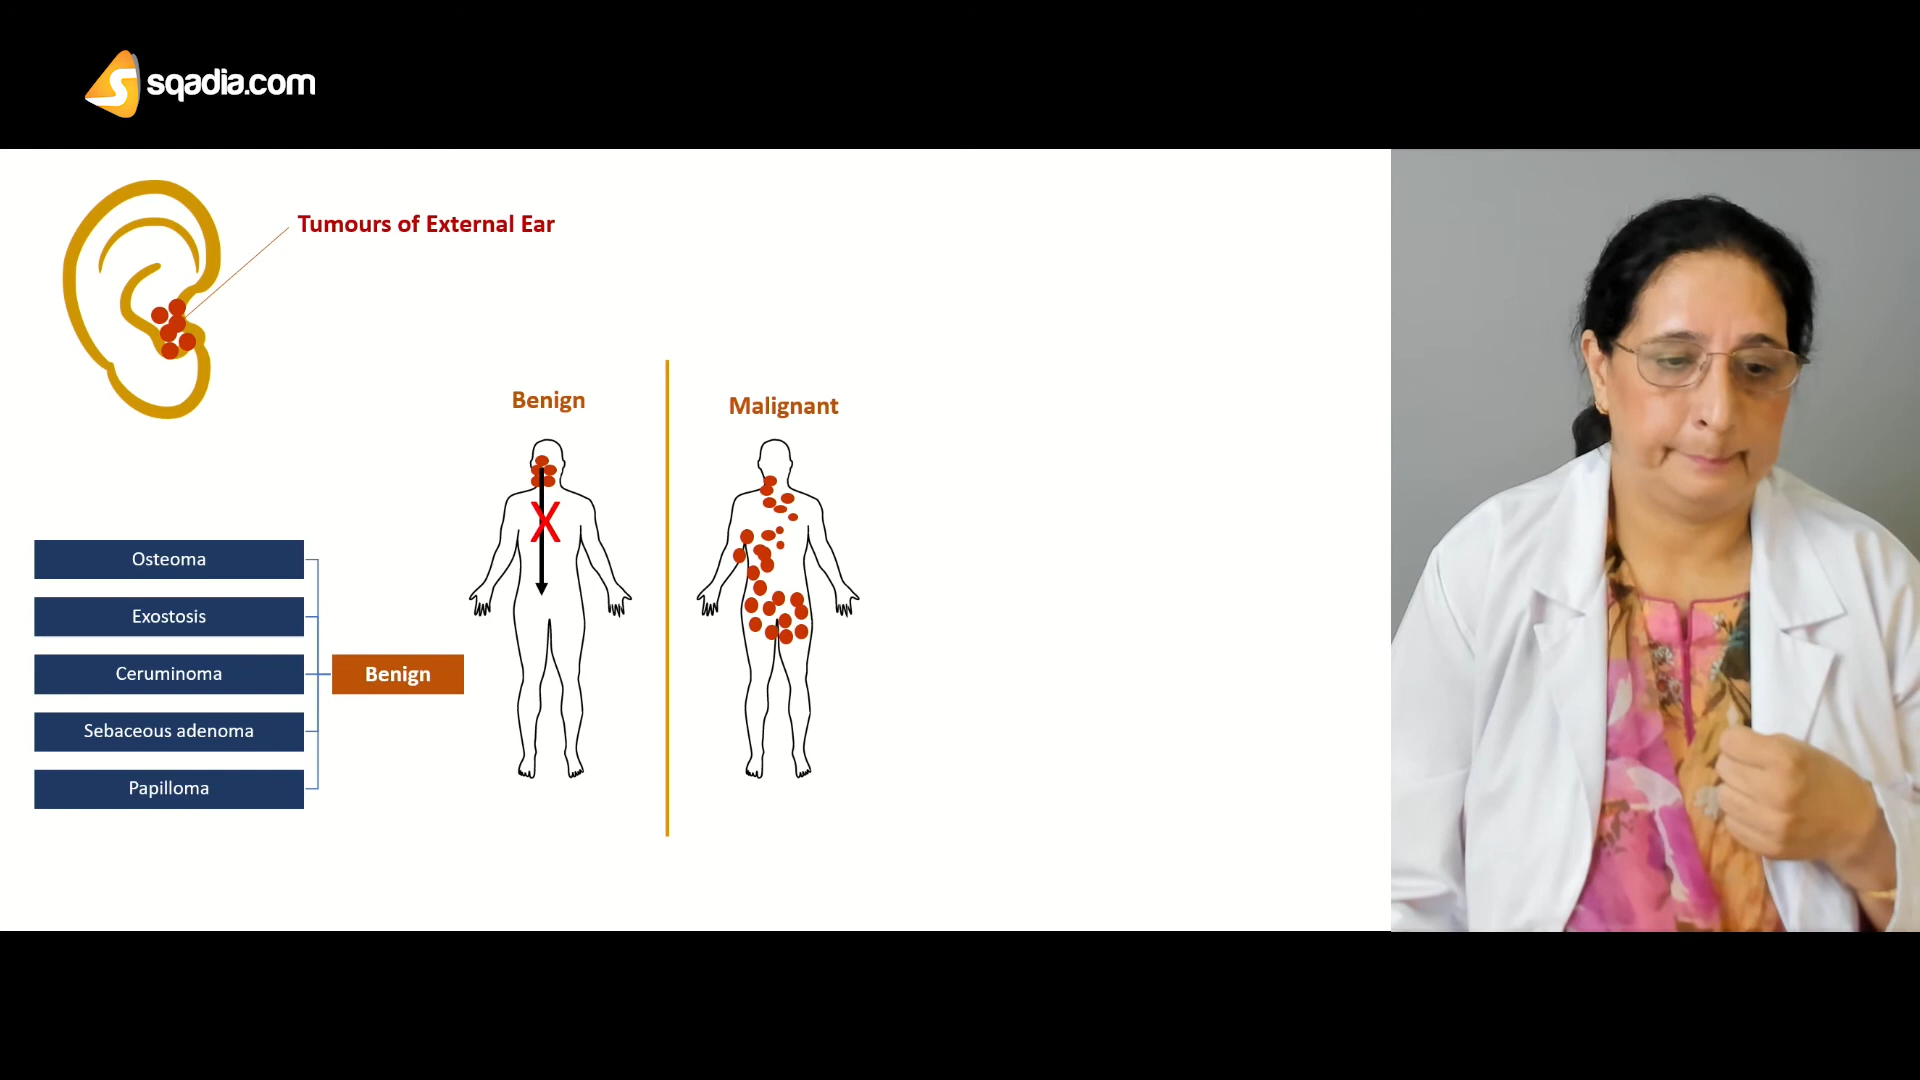 sqadia.com
Tumours of External Ear
Benign
Malignant
Osteoma
Exostosis
Ceruminoma
Sebaceous adenoma
Papilloma
Benign
X